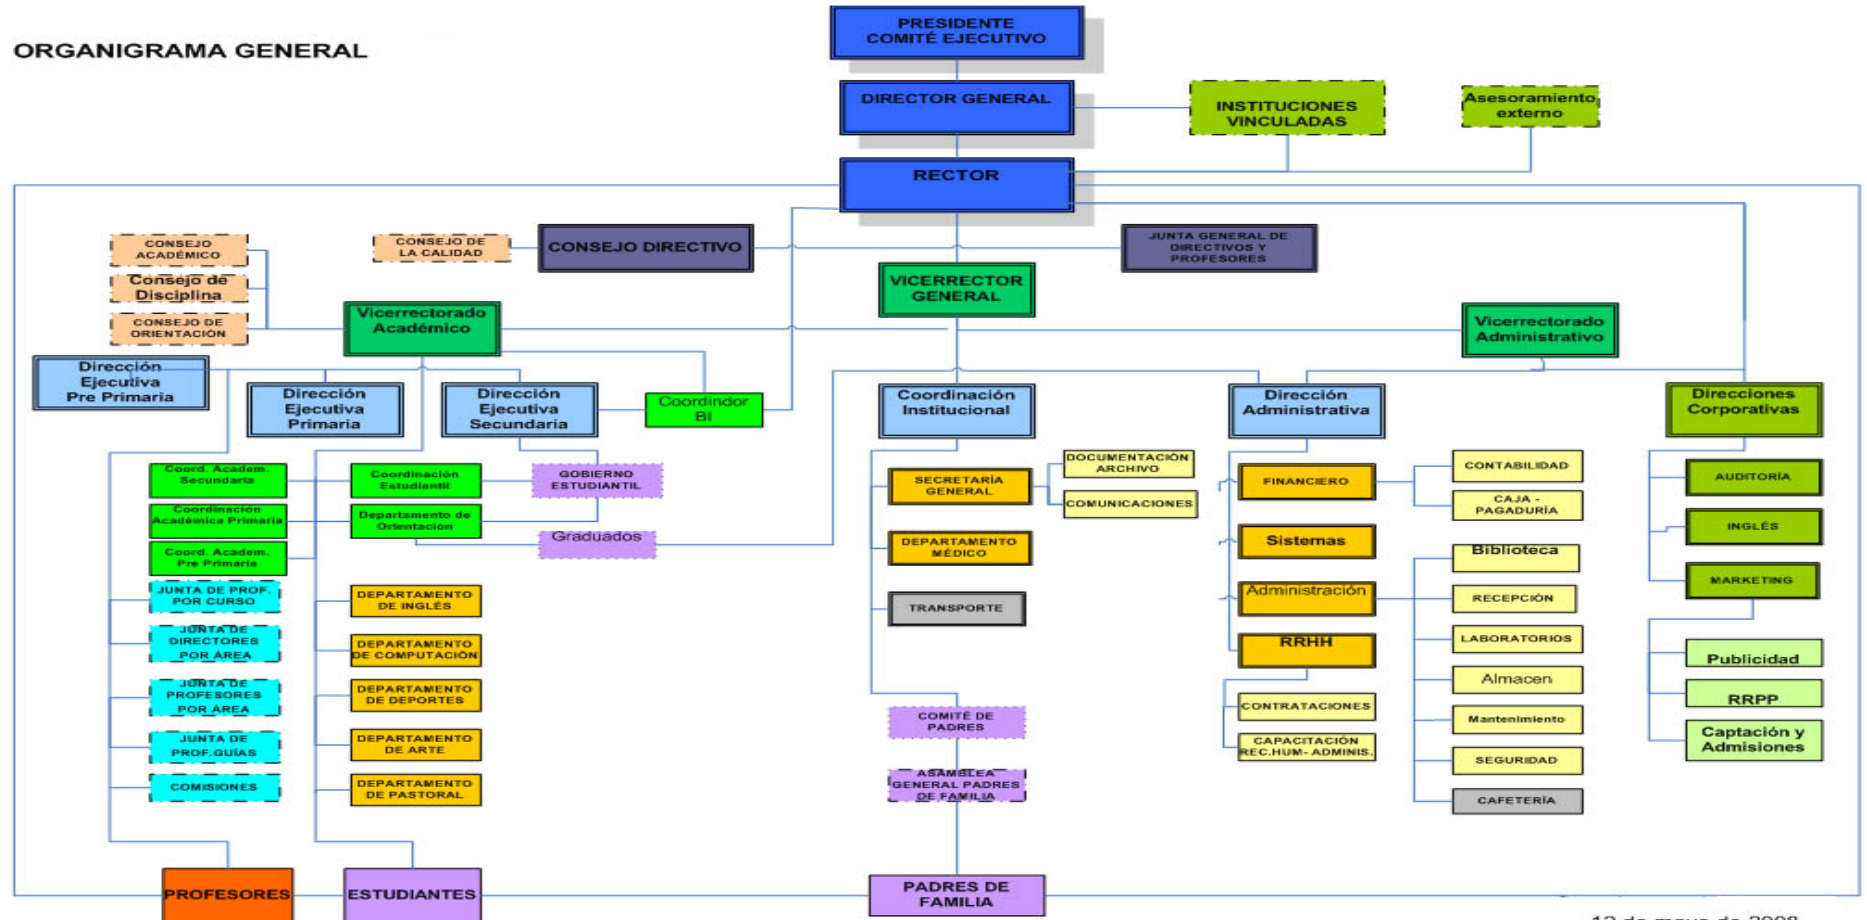 PRESIDENTE
COMITÉ EJECUTIVO
ORGANIGRAMA GENERAL
DIRECTOR GENERAL
INSTITUCIONES
VINCULADAS
Asesoramiento
externo
RECTOR
CONSEJO
ACADÉMICO
CONSEJO DE
LA CALIDAD
CONSEJO DIRECTIVO
JUNTA GENERAL DE
DIRECTIVOS Y
PROFESORES
Consejo de
Disciplina
VICERRECTOR
GENERAL
CONSEJO DE
ORIENTACIÓN
Vicerrectorado
Académico
Vicerrectorado
Administrativo
Dirección
Ejecutiva
Pre Primaria
Dirección
Ejecutiva
Primaria
Dirección
Ejecutiva
Secundaria
Coordindor
BI
Coordinación
Institucional
Dirección
Administrativa
Direcciones
Corporativas
Coord. Academ.
Secundaria
Coordinación
Estudiantil
GOBIERNO
ESTUDIANTIL
SECRETARÍA
GENERAL
DOCUMENTACIÓN
ARCHIVO
COMUNICACIONES
FINANCIERO
CONTABILIDAD
CAJA -
PAGADURÍA
AUDITORÍA
Coordinación
Académica Primaria
Departamento de
Orientación
Graduados
DEPARTAMENTO
MÉDICO
Sistemas
INGLÉS
Coord. Academ.
Pre Primaria
Biblioteca
MARKETING
JUNTA DE PROF.
POR CURSO
DEPARTAMENTO
DE INGLÉS
TRANSPORTE
Administración
RECEPCIÓN
JUNTA DE
DIRECTORES
POR ÁREA
DEPARTAMENTO
DE COMPUTACIÓN
RRHH
LABORATORIOS
Publicidad
JUNTA DE
PROFESORES
POR ÁREA
DEPARTAMENTO
DE DEPORTES
Almacen
RRPP
COMITÉ DE
PADRES
CONTRATACIONES
Mantenimiento
JUNTA DE
PROF.GUÍAS
DEPARTAMENTO
DE ARTE
CAPACITACIÓN
REC.HUM- ADMINIS.
SEGURIDAD
Captación y
Admisiones
COMISIONES
DEPARTAMENTO
DE PASTORAL
ASAMBLEA
GENERAL PADRES
DE FAMILIA
CAFETERÍA
PROFESORES
ESTUDIANTES
PADRES DE
FAMILIA
de mayo de 2008